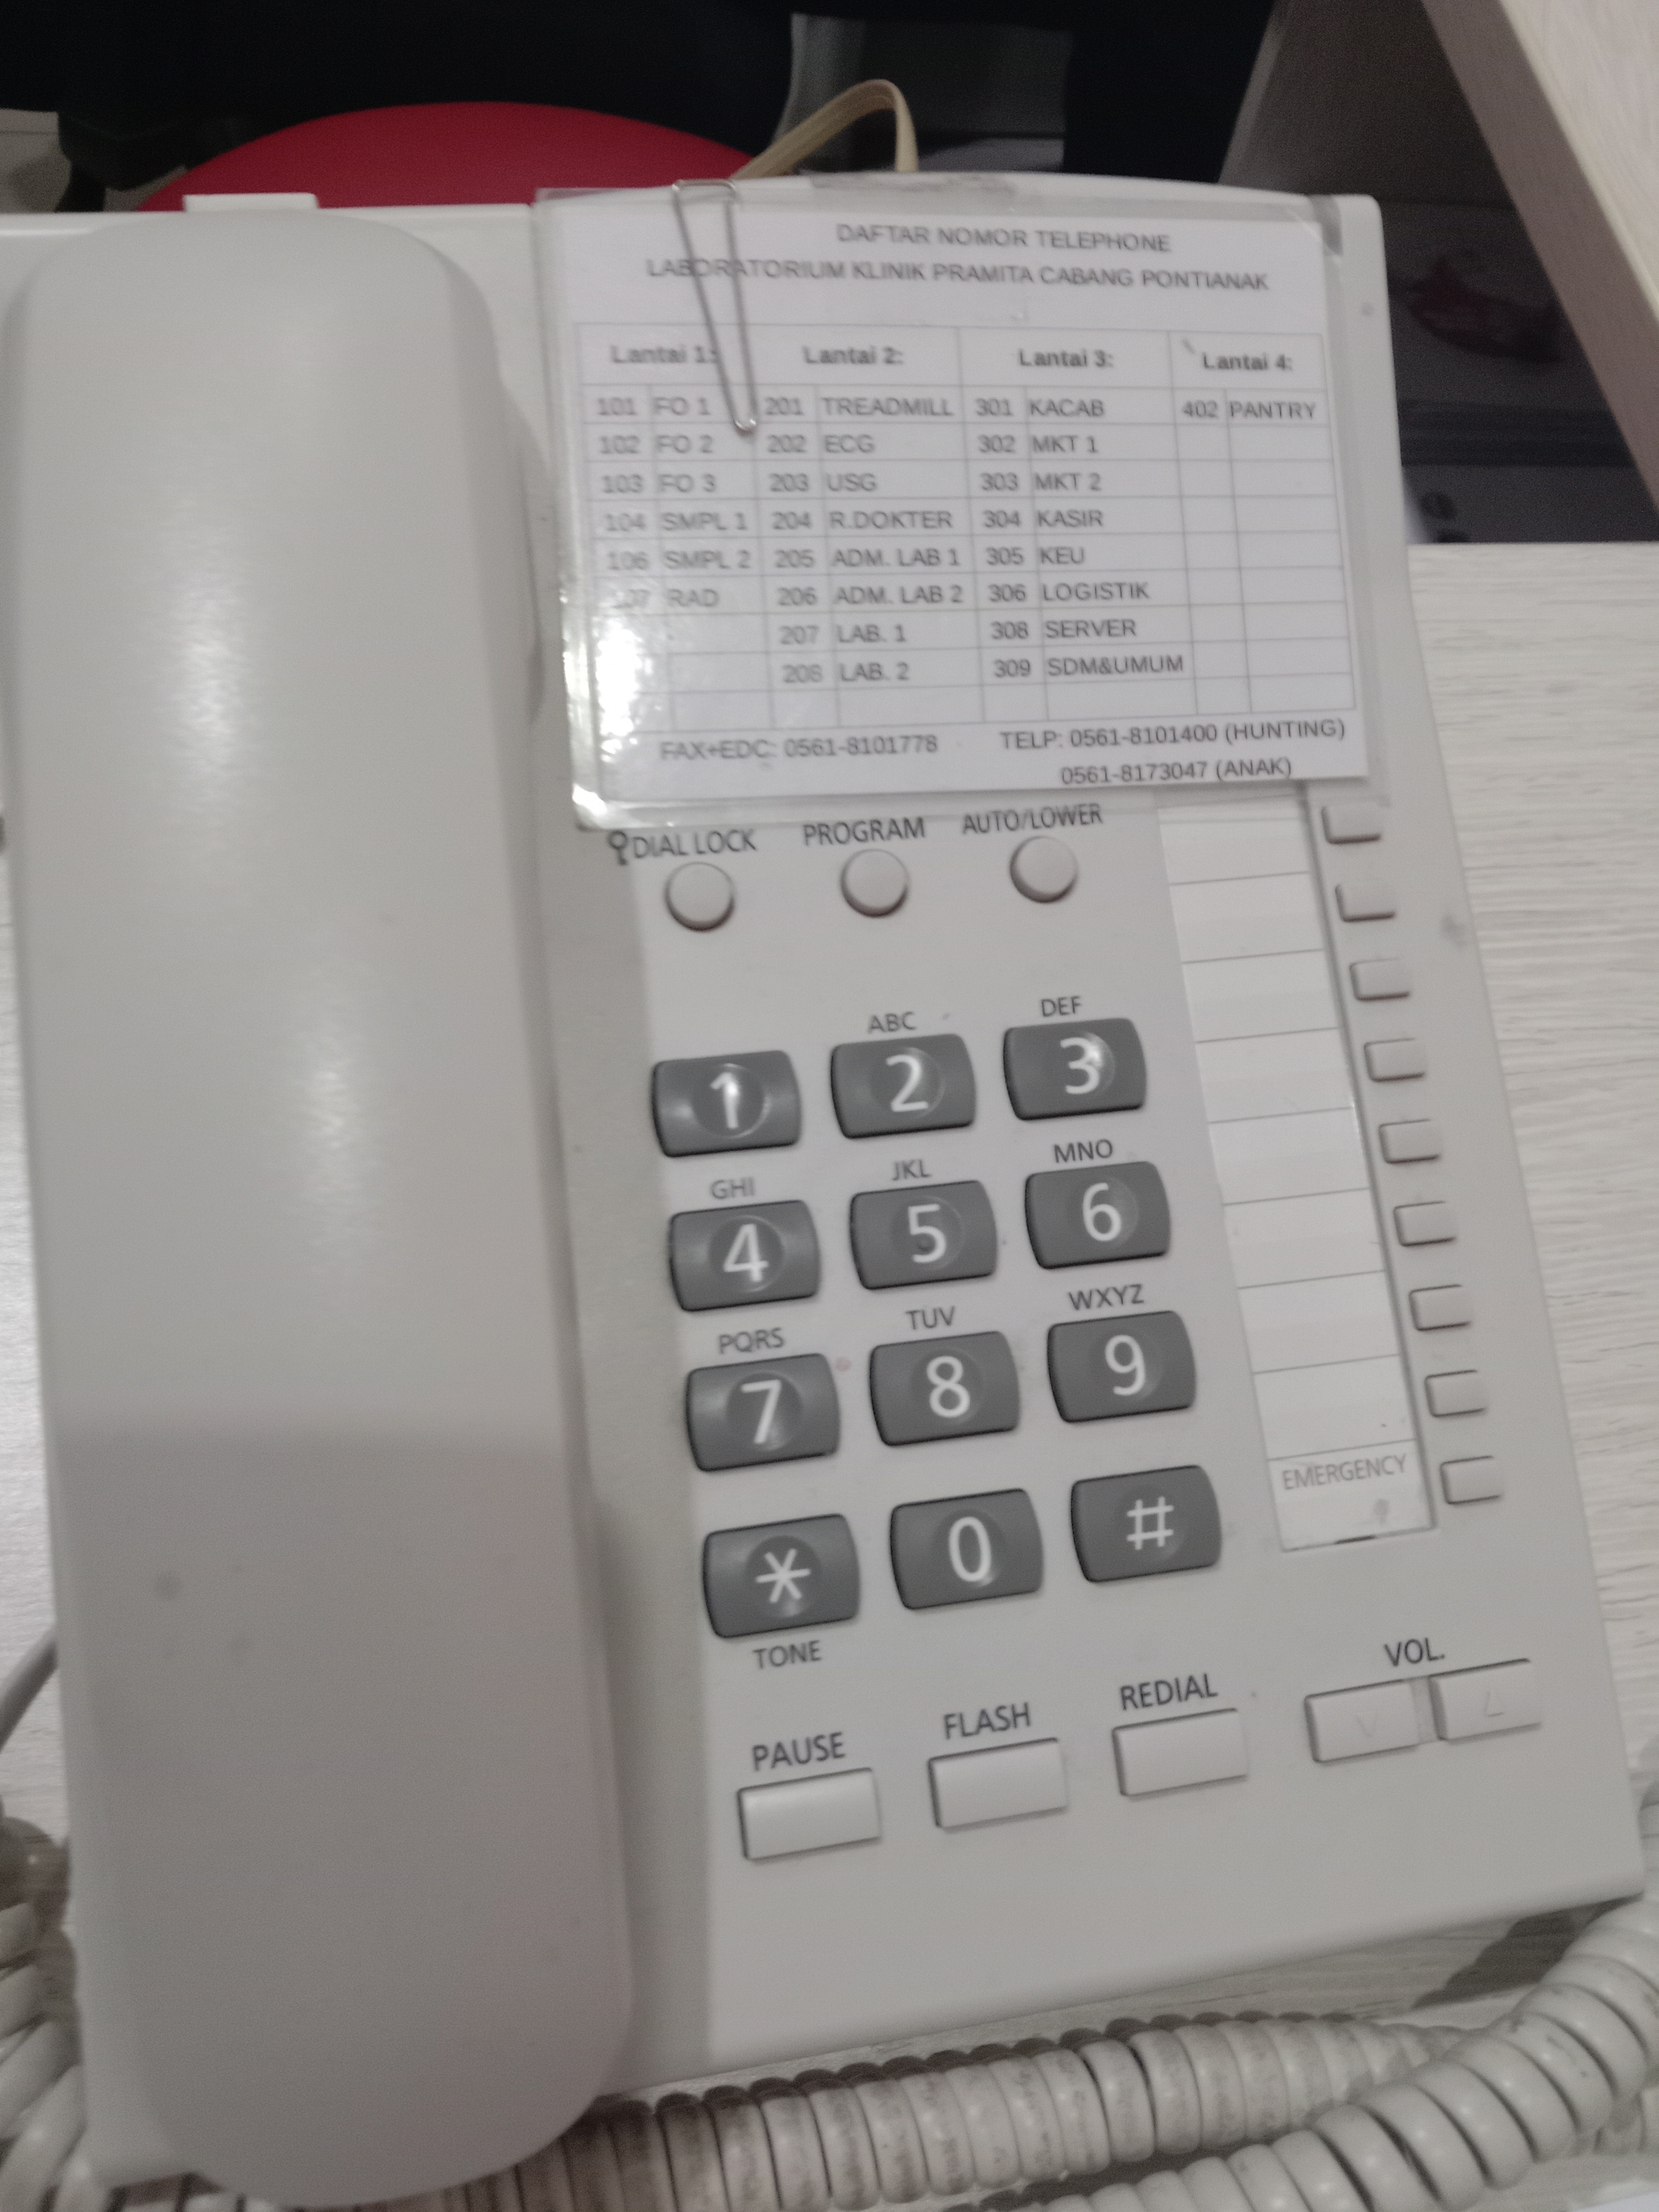 DAFTAR NOMOR TELEPHONE
LABORATORIUM KLINIK PRAMITA CABANG PONTIANAK
Lantai 1: Lantai 2: Lantai 3: Lantai 4:
101 FO 1 201 TREADMILL 301 KACAB 402 PANTRY
102 FO 2 202 ECG 302 MKT 1
103 FO 3 203 USG 303 MKT 2
104 SMPL 1 204 R.DOKTER 304 KASIR
106 SMPL 2 205 ADM. LAB 1 305 KEU
107 RAD 206 ADM. LAB 2 306 LOGISTIK
207 LAB. 1 308 SERVER
208 LAB. 2 309 SDM&UMUM
FAX+EDC: 0561-8101778 TELP: 0561-8101400 (HUNTING)
0561-8173047 (ANAK)
DIAL LOCK PROGRAM AUTO/LOWER
ABC DEF
1 2 3
GHI JKL MNO
4 5 6
PQRS TUV WXYZ
7 8 9
* 0 #
TONE
EMERGENCY
PAUSE FLASH REDIAL VOL.